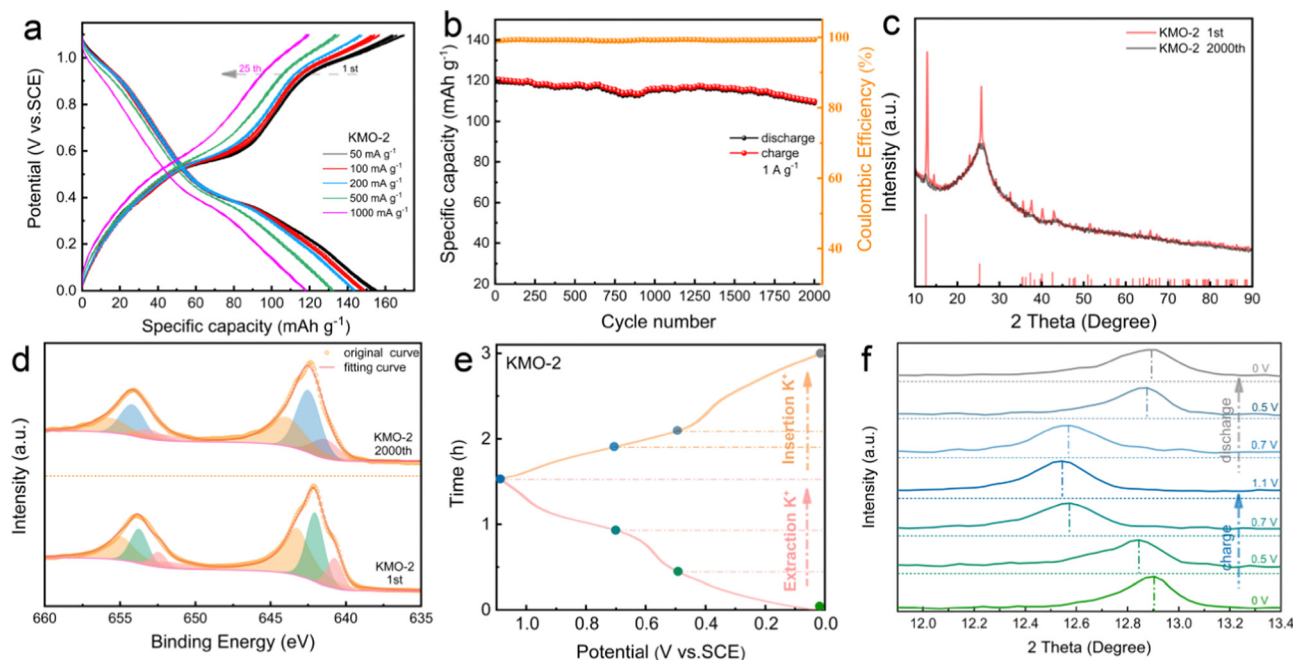 a
Potential (V vs.SCE)
1.0
0.8
0.6
0.4
0.2
0.0
25 th
1 st
KMO-2
50 mA g⁻¹
100 mA g⁻¹
200 mA g⁻¹
500 mA g⁻¹
1000 mA g⁻¹
0 20 40 60 80 100 120 140 160
Specific capacity (mAh g⁻¹)
b
Specific capacity (mAh g⁻¹)
140
120
100
80
60
40
20
discharge
charge
1 A g⁻¹
100
80
60
40
Coulombic Efficiency (%)
0 250 500 750 1000 1250 1500 1750 2000
Cycle number
c
Intensity (a.u.)
KMO-2 1st
KMO-2 2000th
10 20 30 40 50 60 70 80 90
2 Theta (Degree)
d
Intensity (a.u.)
original curve
fitting curve
KMO-2
2000th
KMO-2
1st
660 655 650 645 640 635
Binding Energy (eV)
e
KMO-2
Time (h)
3
2
1
0
Insertion K⁺
Extraction K⁺
1.0 0.8 0.6 0.4 0.2 0.0
Potential (V vs.SCE)
f
Intensity (a.u.)
0 V
0.5 V
0.7 V
1.1 V
0.7 V
0.5 V
0 V
discharge
charge
12.0 12.2 12.4 12.6 12.8 13.0 13.2 13.4
2 Theta (Degree)